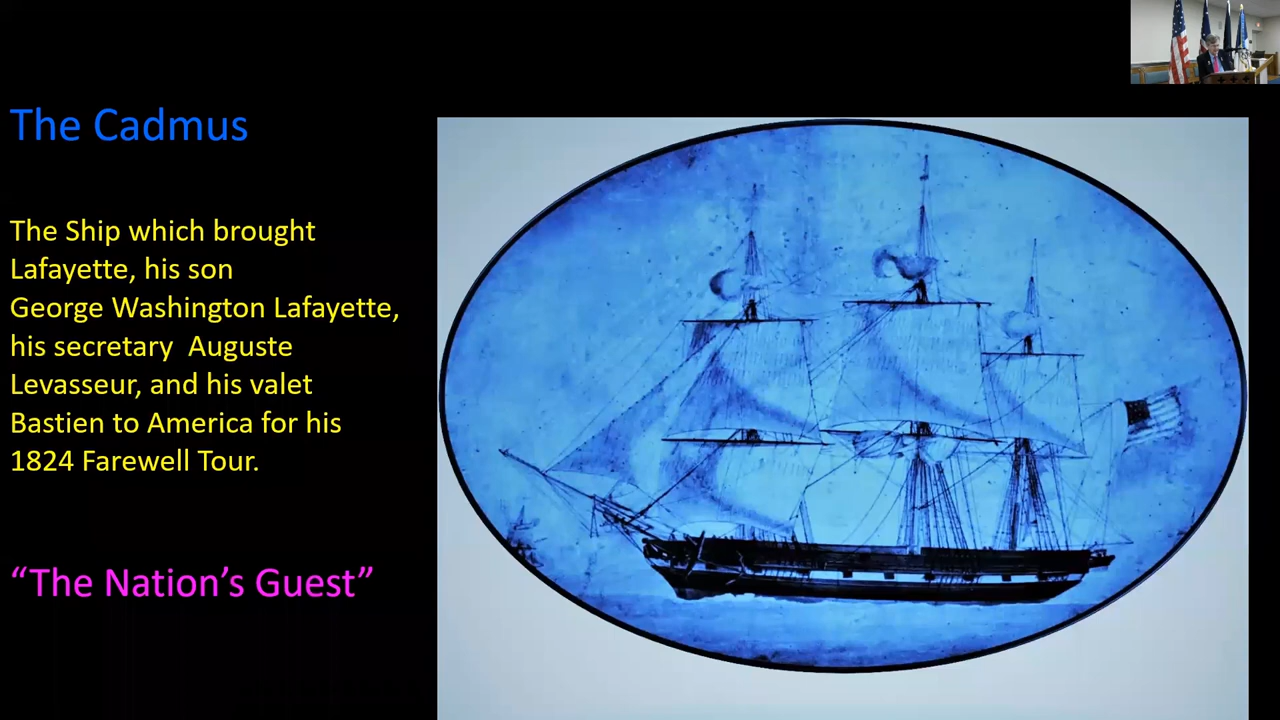 The Cadmus
The Ship which brought
Lafayette, his son
George Washington Lafayette,
his secretary  Auguste
Levasseur, and his valet
Bastien to America for his
1824 Farewell Tour.
“The Nation’s Guest”